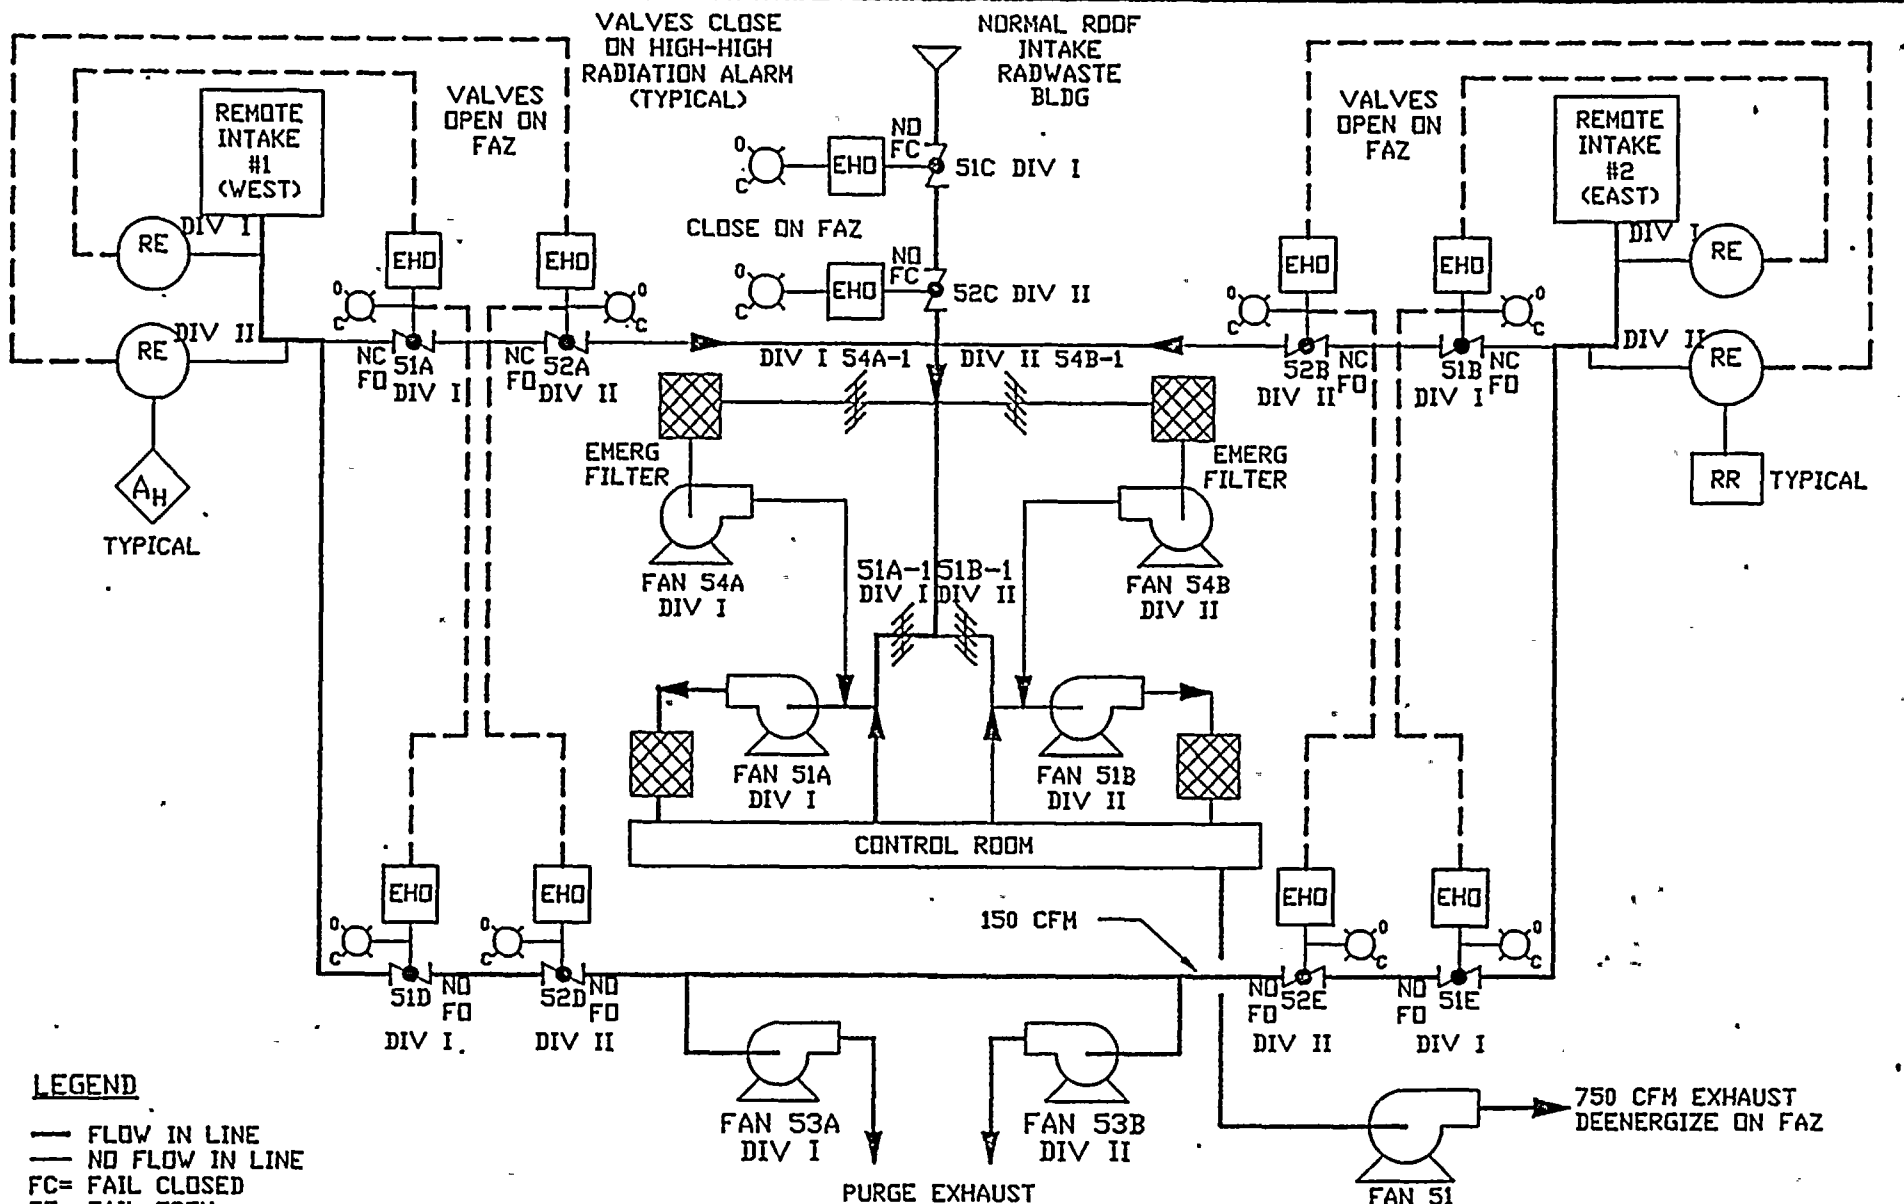 VALVES CLOSE
ON HIGH-HIGH
RADIATION ALARM
(TYPICAL)
NORMAL ROOF
INTAKE
RADWASTE
BLDG
VALVES
OPEN ON
FAZ
VALVES
OPEN ON
FAZ
REMOTE
INTAKE
#1
(WEST)
REMOTE
INTAKE
#2
(EAST)
O
C
EHO
NO
FC
51C DIV I
CLOSE ON FAZ
O
C
EHO
NO
FC
52C DIV II
DIV I
RE
DIV II
RE
EHO
EHO
O
C
O
C
NC
FO
51A
DIV I
NC
FO
52A
DIV II
EHO
EHO
O
C
O
C
52B
DIV II
NC
FO
51B
DIV I
NC
FO
DIV I
RE
DIV II
RE
DIV I 54A-1
DIV II 54B-1
AH
TYPICAL
RR
TYPICAL
EMERG
FILTER
EMERG
FILTER
FAN 54A
DIV I
FAN 54B
DIV II
51A-1
DIV I
51B-1
DIV II
FAN 51A
DIV I
FAN 51B
DIV II
CONTROL ROOM
EHO
EHO
O
C
O
C
51D
DIV I
NO
FO
52D
DIV II
NO
FO
150 CFM
EHO
EHO
O
C
O
C
NO
FO
52E
DIV II
NO
FO
51E
DIV I
FAN 53A
DIV I
FAN 53B
DIV II
PURGE EXHAUST
750 CFM EXHAUST
DEENERGIZE ON FAZ
FAN 51
LEGEND
FLOW IN LINE
NO FLOW IN LINE
FC= FAIL CLOSED